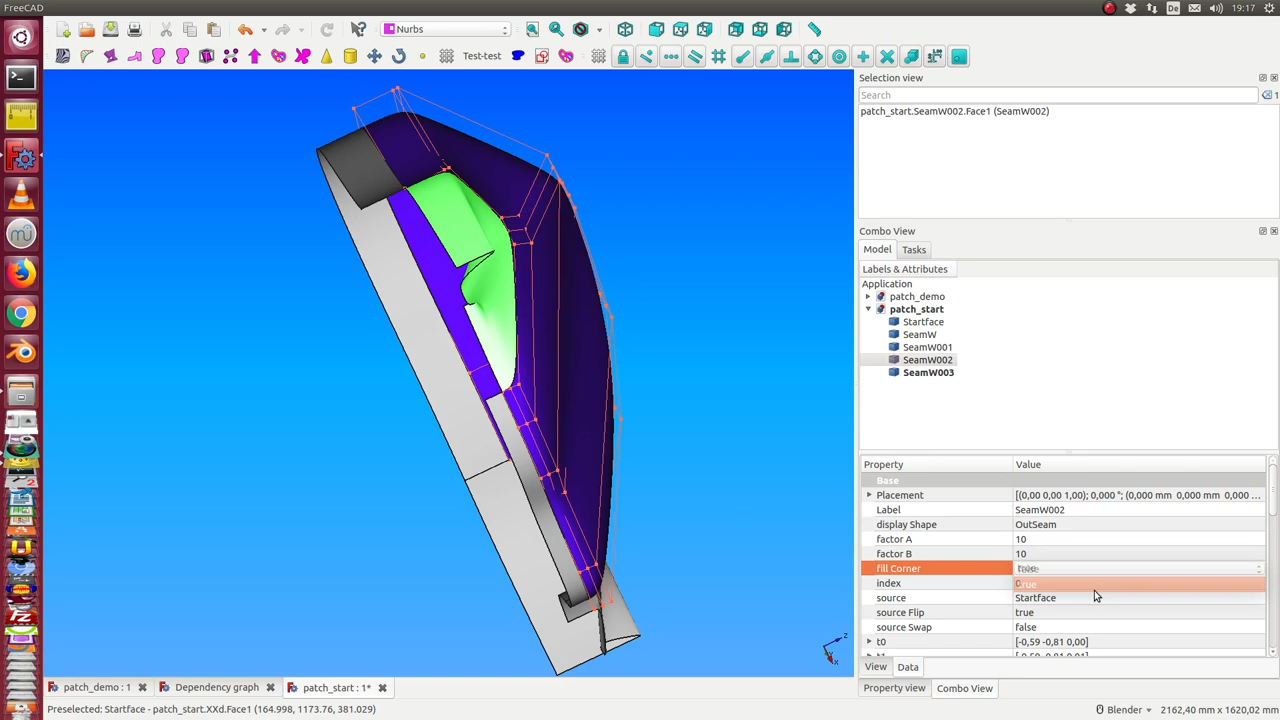 FreeCAD
De
19:17
Nurbs
Test-test
Selection view
Search
1
patch_start.SeamW002.Face1 (SeamW002)
Combo View
Model Tasks
Labels & Attributes
Application
patch_demo
patch_start
Startface
SeamW
SeamW001
SeamW002
SeamW003
Property Value
Base
Placement [(0,00 0,00 1,00); 0,000 °; (0,000 mm 0,000 mm 0,000 ...
Label SeamW002
display Shape OutSeam
factor A 10
factor B 10
fill Corner
index 0
source Startface
source Flip true
source Swap false
t0 [-0,59 -0,81 0,00]
View Data
Property view Combo View
patch_demo : 1 Dependency graph patch_start : 1*
Preselected: Startface - patch_start.XXd.Face1 (164.998, 1173.76, 381.029)
Blender 2162,40 mm x 1620,02 mm